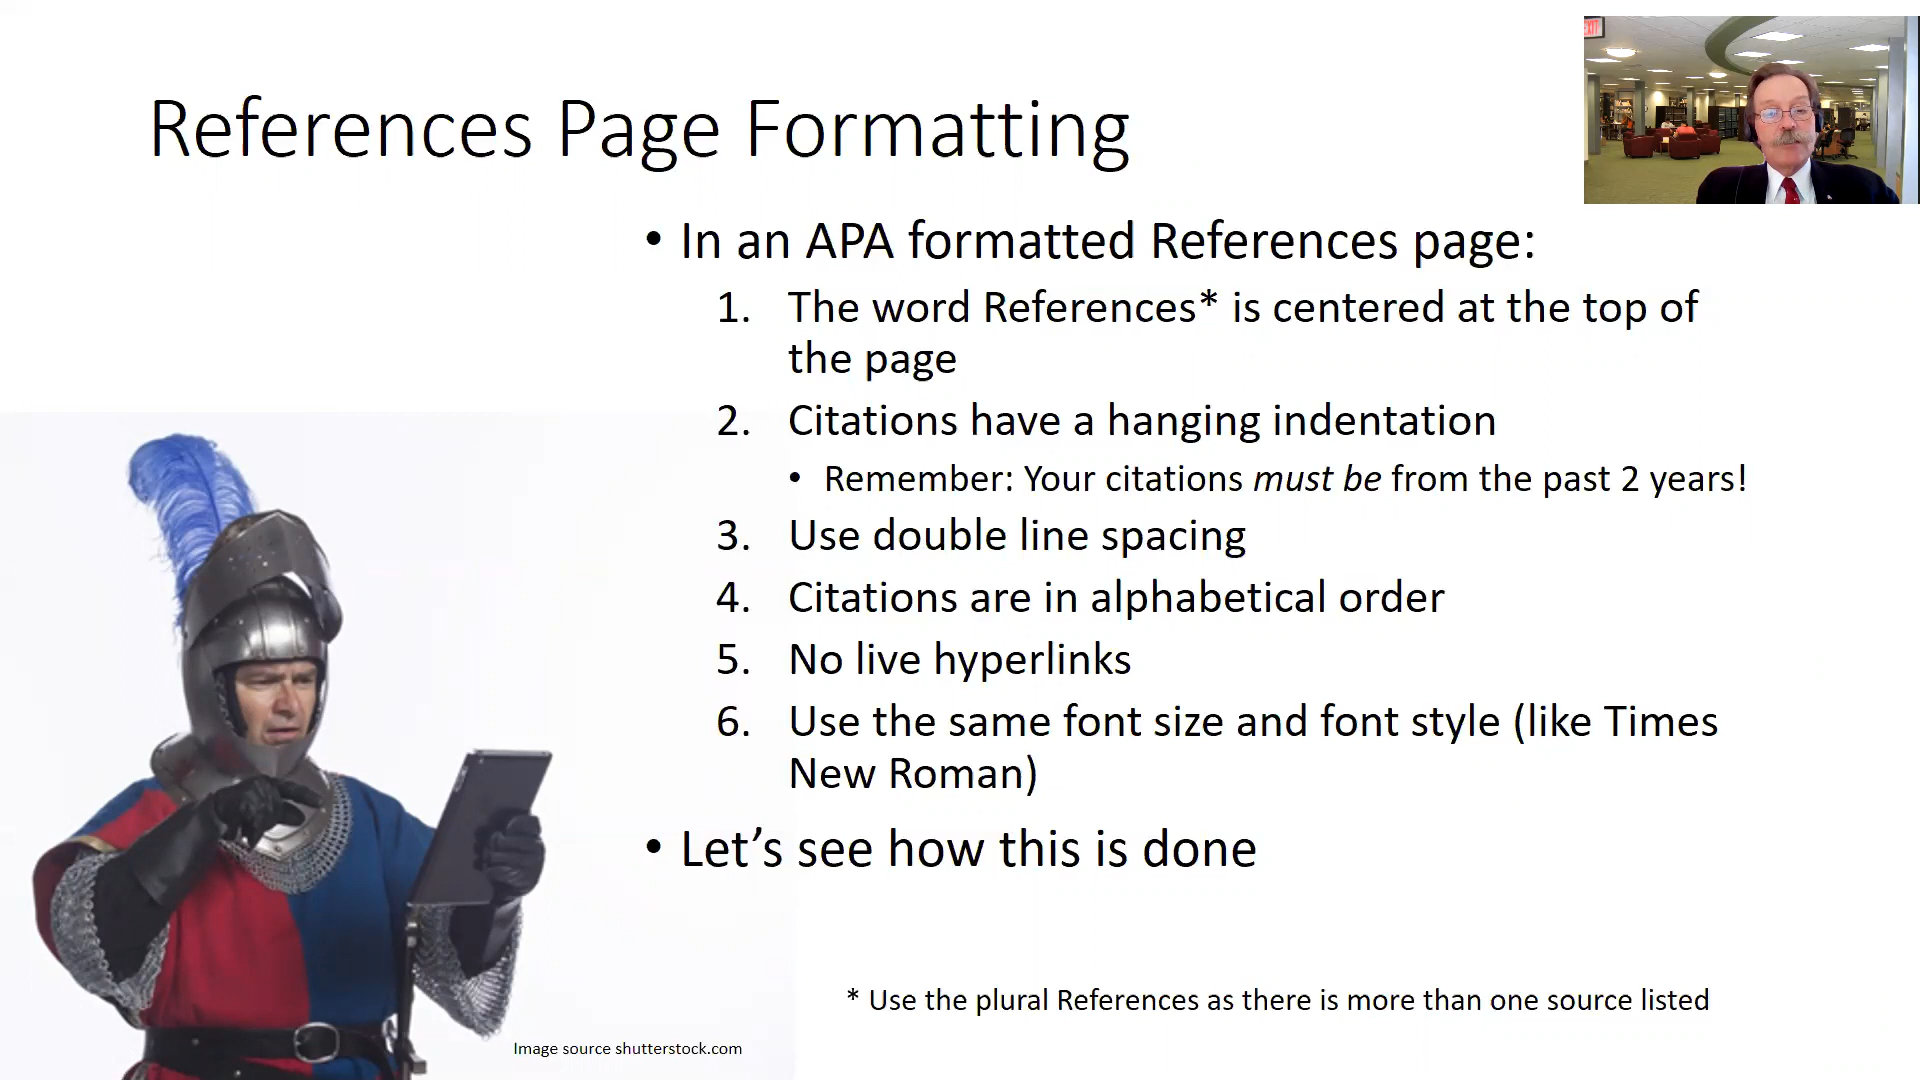 EXIT
References Page Formatting
• In an APA formatted References page:
1. The word References* is centered at the top of
the page
2. Citations have a hanging indentation
• Remember: Your citations must be from the past 2 years!
3. Use double line spacing
4. Citations are in alphabetical order
5. No live hyperlinks
6. Use the same font size and font style (like Times
New Roman)
• Let’s see how this is done
* Use the plural References as there is more than one source listed
Image source shutterstock.com